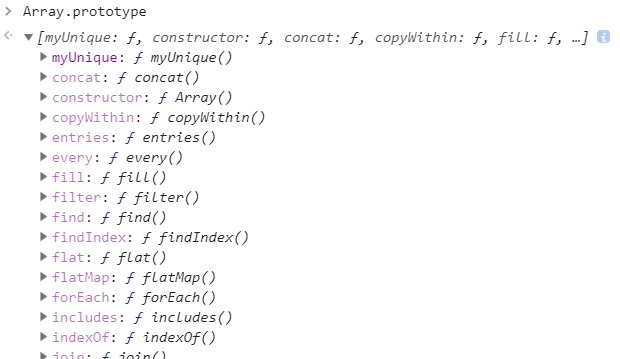 > Array.prototype
[myUnique: ƒ, constructor: ƒ, concat: ƒ, copyWithin: ƒ, fill: ƒ, …] i
myUnique: ƒ myUnique()
concat: ƒ concat()
constructor: ƒ Array()
copyWithin: ƒ copyWithin()
entries: ƒ entries()
every: ƒ every()
fill: ƒ fill()
filter: ƒ filter()
find: ƒ find()
findIndex: ƒ findIndex()
flat: ƒ flat()
flatMap: ƒ flatMap()
forEach: ƒ forEach()
includes: ƒ includes()
indexOf: ƒ indexOf()
join: ƒ join()